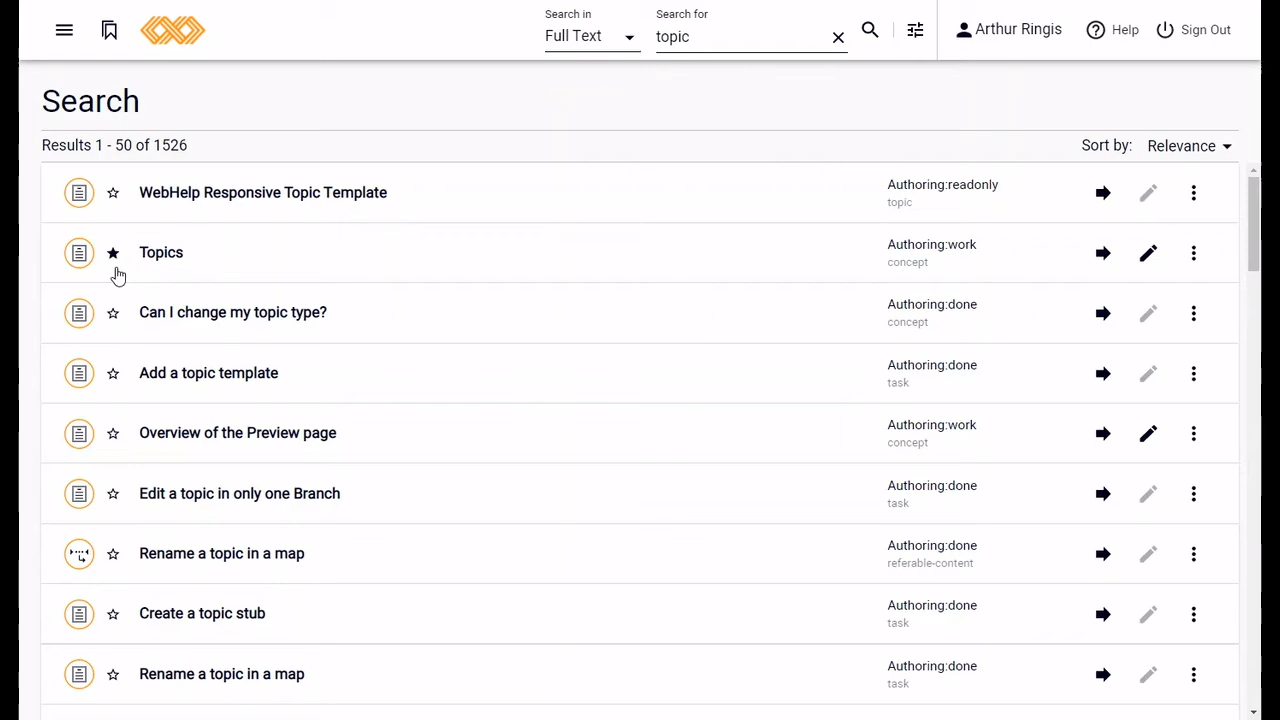 Search in
Full Text
Search for
topic
Arthur Ringis
Help
Sign Out
Search
Results 1 - 50 of 1526
Sort by: Relevance
WebHelp Responsive Topic Template
Authoring:readonly
topic
Topics
Authoring:work
concept
Can I change my topic type?
Authoring:done
concept
Add a topic template
Authoring:done
task
Overview of the Preview page
Authoring:work
concept
Edit a topic in only one Branch
Authoring:done
task
Rename a topic in a map
Authoring:done
referable-content
Create a topic stub
Authoring:done
task
Rename a topic in a map
Authoring:done
task